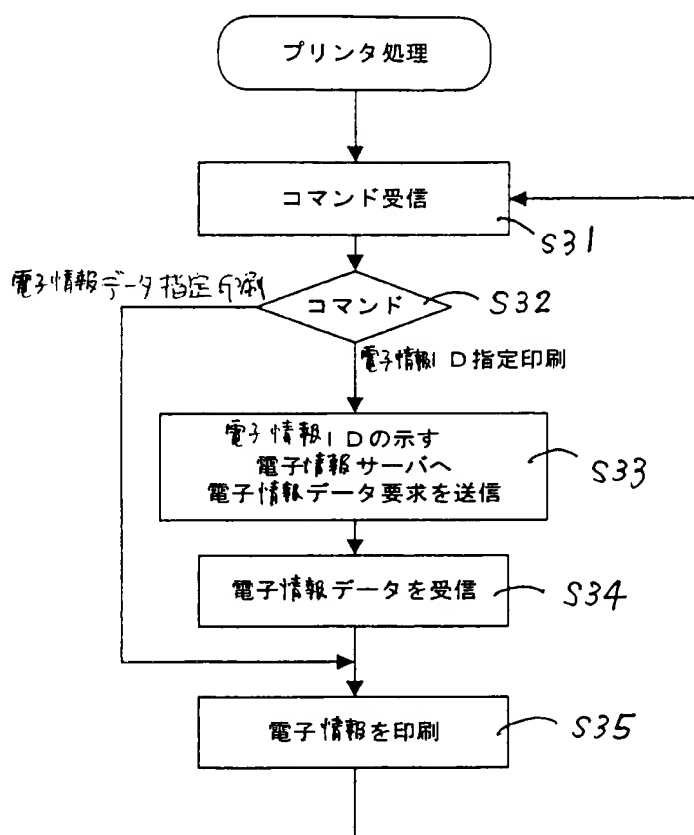 プリンタ処理
コマンド受信
S31
電子情報データ指定印刷
コマンド
S32
電子情報ID指定印刷
電子情報IDの示す
電子情報サーバへ
電子情報データ要求を送信
S33
電子情報データを受信
S34
電子情報を印刷
S35